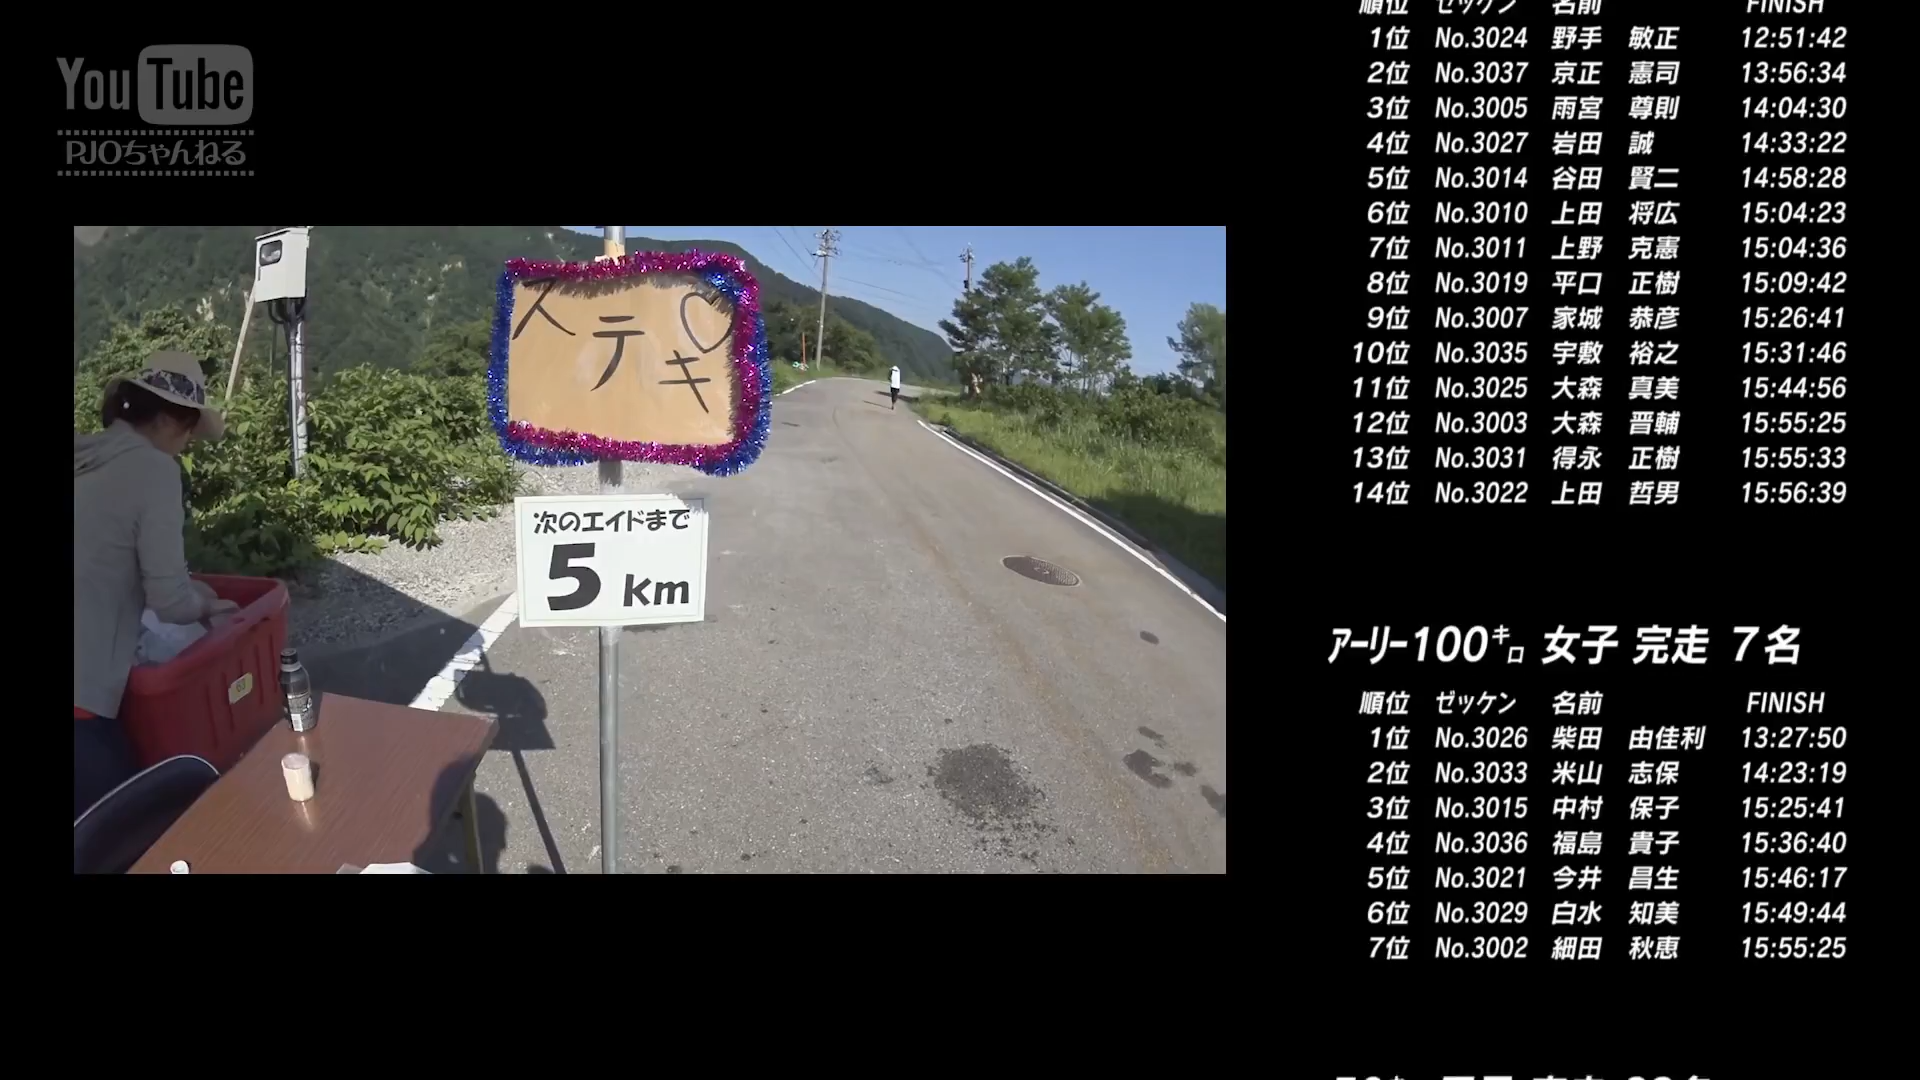 YouTube
PJOちゃんねる
ステキ♡
次のエイドまで
5 km
順位 ゼッケン 名前 FINISH
1位 No.3024 野手 敏正 12:51:42
2位 No.3037 京正 憲司 13:56:34
3位 No.3005 雨宮 尊則 14:04:30
4位 No.3027 岩田 誠 14:33:22
5位 No.3014 谷田 賢二 14:58:28
6位 No.3010 上田 将広 15:04:23
7位 No.3011 上野 克憲 15:04:36
8位 No.3019 平口 正樹 15:09:42
9位 No.3007 家城 恭彦 15:26:41
10位 No.3035 宇敷 裕之 15:31:46
11位 No.3025 大森 真美 15:44:56
12位 No.3003 大森 晋輔 15:55:25
13位 No.3031 得永 正樹 15:55:33
14位 No.3022 上田 哲男 15:56:39
アーリー100キロ 女子 完走 7名
順位 ゼッケン 名前 FINISH
1位 No.3026 柴田 由佳利 13:27:50
2位 No.3033 米山 志保 14:23:19
3位 No.3015 中村 保子 15:25:41
4位 No.3036 福島 貴子 15:36:40
5位 No.3021 今井 昌生 15:46:17
6位 No.3029 白水 知美 15:49:44
7位 No.3002 細田 秋恵 15:55:25